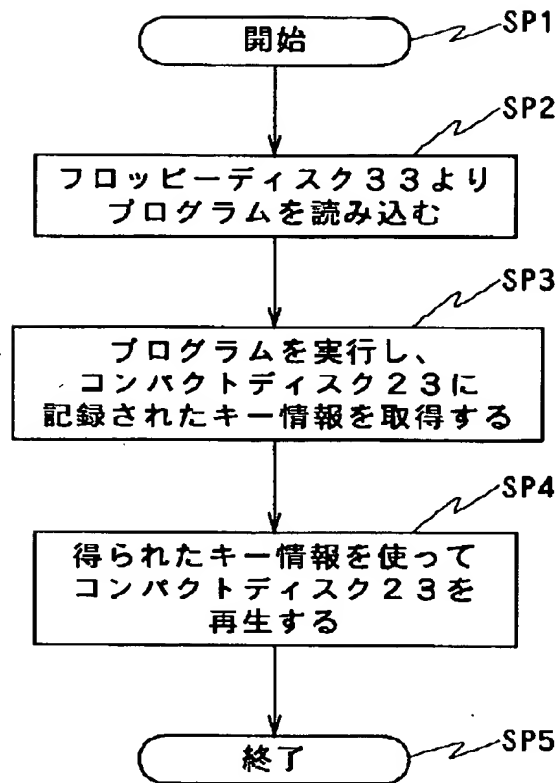 開始
SP1
SP2
フロッピーディスク33より
プログラムを読み込む
SP3
プログラムを実行し、
コンパクトディスク23に
記録されたキー情報を取得する
SP4
得られたキー情報を使って
コンパクトディスク23を
再生する
終了
SP5